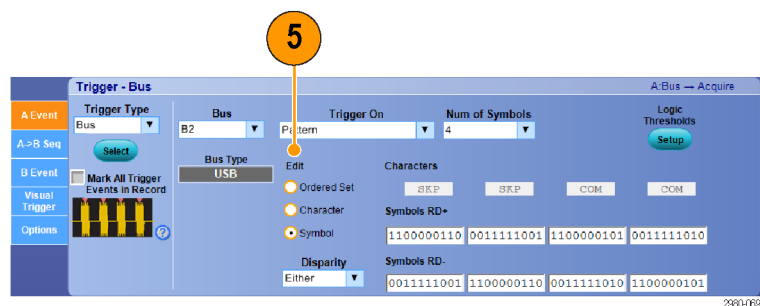 5
Trigger - Bus
A:Bus → Acquire
A Event
A->B Seq
B Event
Visual
Trigger
Options
Trigger Type
Bus
Select
Mark All Trigger
Events in Record
?
Bus
B2
Bus Type
USB
Trigger On
Pattern
Num of Symbols
4
Logic
Thresholds
Setup
Edit
Ordered Set
Character
Symbol
Disparity
Either
Characters
SKP SKP COM COM
Symbols RD+
1100000110 0011111001 1100000101 0011111010
Symbols RD-
0011111001 1100000110 0011111010 1100000101
2980-069